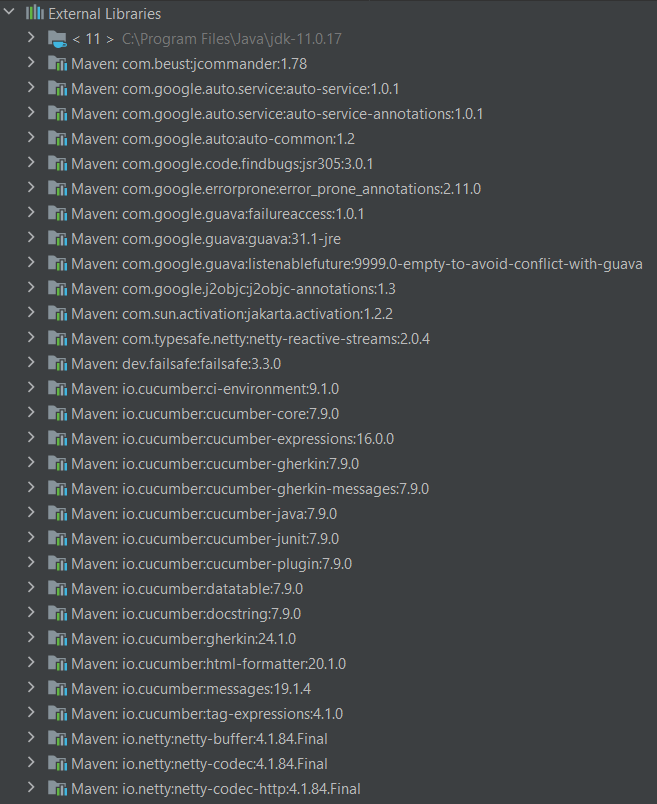 External Libraries
< 11 > C:\Program Files\Java\jdk-11.0.17
Maven: com.beust:jcommander:1.78
Maven: com.google.auto.service:auto-service:1.0.1
Maven: com.google.auto.service:auto-service-annotations:1.0.1
Maven: com.google.auto:auto-common:1.2
Maven: com.google.code.findbugs:jsr305:3.0.1
Maven: com.google.errorprone:error_prone_annotations:2.11.0
Maven: com.google.guava:failureaccess:1.0.1
Maven: com.google.guava:guava:31.1-jre
Maven: com.google.guava:listenablefuture:9999.0-empty-to-avoid-conflict-with-guava
Maven: com.google.j2objc:j2objc-annotations:1.3
Maven: com.sun.activation:jakarta.activation:1.2.2
Maven: com.typesafe.netty:netty-reactive-streams:2.0.4
Maven: dev.failsafe:failsafe:3.3.0
Maven: io.cucumber:ci-environment:9.1.0
Maven: io.cucumber:cucumber-core:7.9.0
Maven: io.cucumber:cucumber-expressions:16.0.0
Maven: io.cucumber:cucumber-gherkin:7.9.0
Maven: io.cucumber:cucumber-gherkin-messages:7.9.0
Maven: io.cucumber:cucumber-java:7.9.0
Maven: io.cucumber:cucumber-junit:7.9.0
Maven: io.cucumber:cucumber-plugin:7.9.0
Maven: io.cucumber:datatable:7.9.0
Maven: io.cucumber:docstring:7.9.0
Maven: io.cucumber:gherkin:24.1.0
Maven: io.cucumber:html-formatter:20.1.0
Maven: io.cucumber:messages:19.1.4
Maven: io.cucumber:tag-expressions:4.1.0
Maven: io.netty:netty-buffer:4.1.84.Final
Maven: io.netty:netty-codec:4.1.84.Final
Maven: io.netty:netty-codec-http:4.1.84.Final